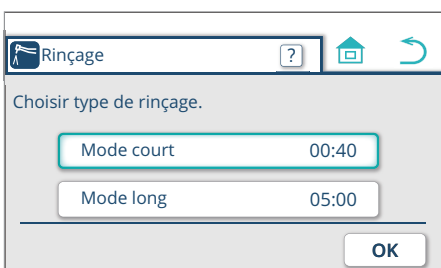 Rinçage ?
Choisir type de rinçage.
Mode court 00:40
Mode long 05:00
OK